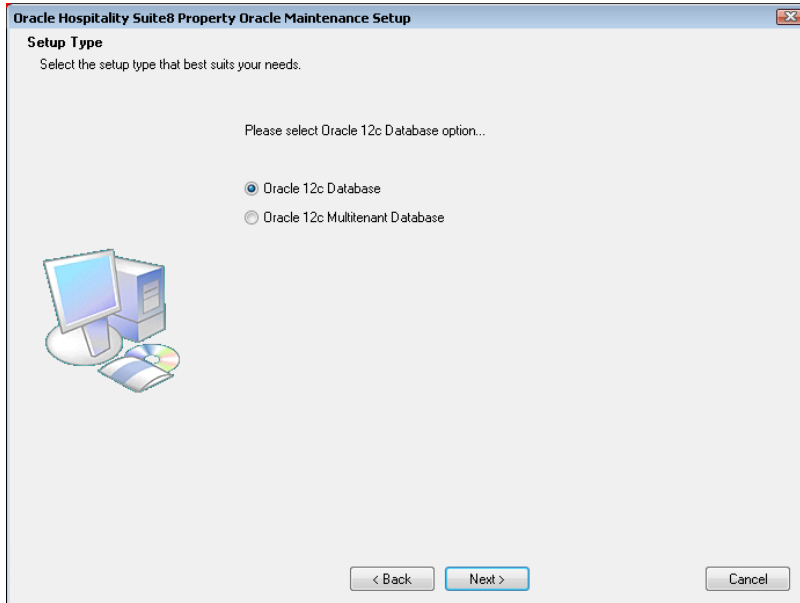 Oracle Hospitality Suite8 Property Oracle Maintenance Setup
Setup Type
Select the setup type that best suits your needs.
Please select Oracle 12c Database option...
Oracle 12c Database
Oracle 12c Multitenant Database
< Back
Next >
Cancel